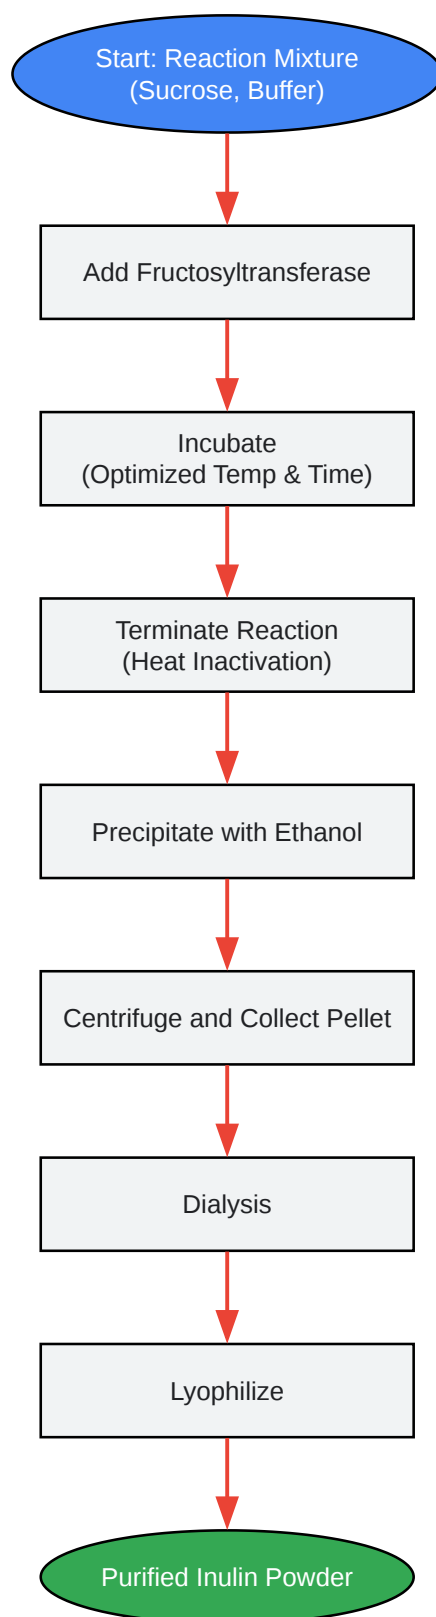 Start: Reaction Mixture
(Sucrose, Buffer)
Add Fructosyltransferase
Incubate
(Optimized Temp & Time)
Terminate Reaction
(Heat Inactivation)
Precipitate with Ethanol
Centrifuge and Collect Pellet
Dialysis
Lyophilize
Purified Inulin Powder